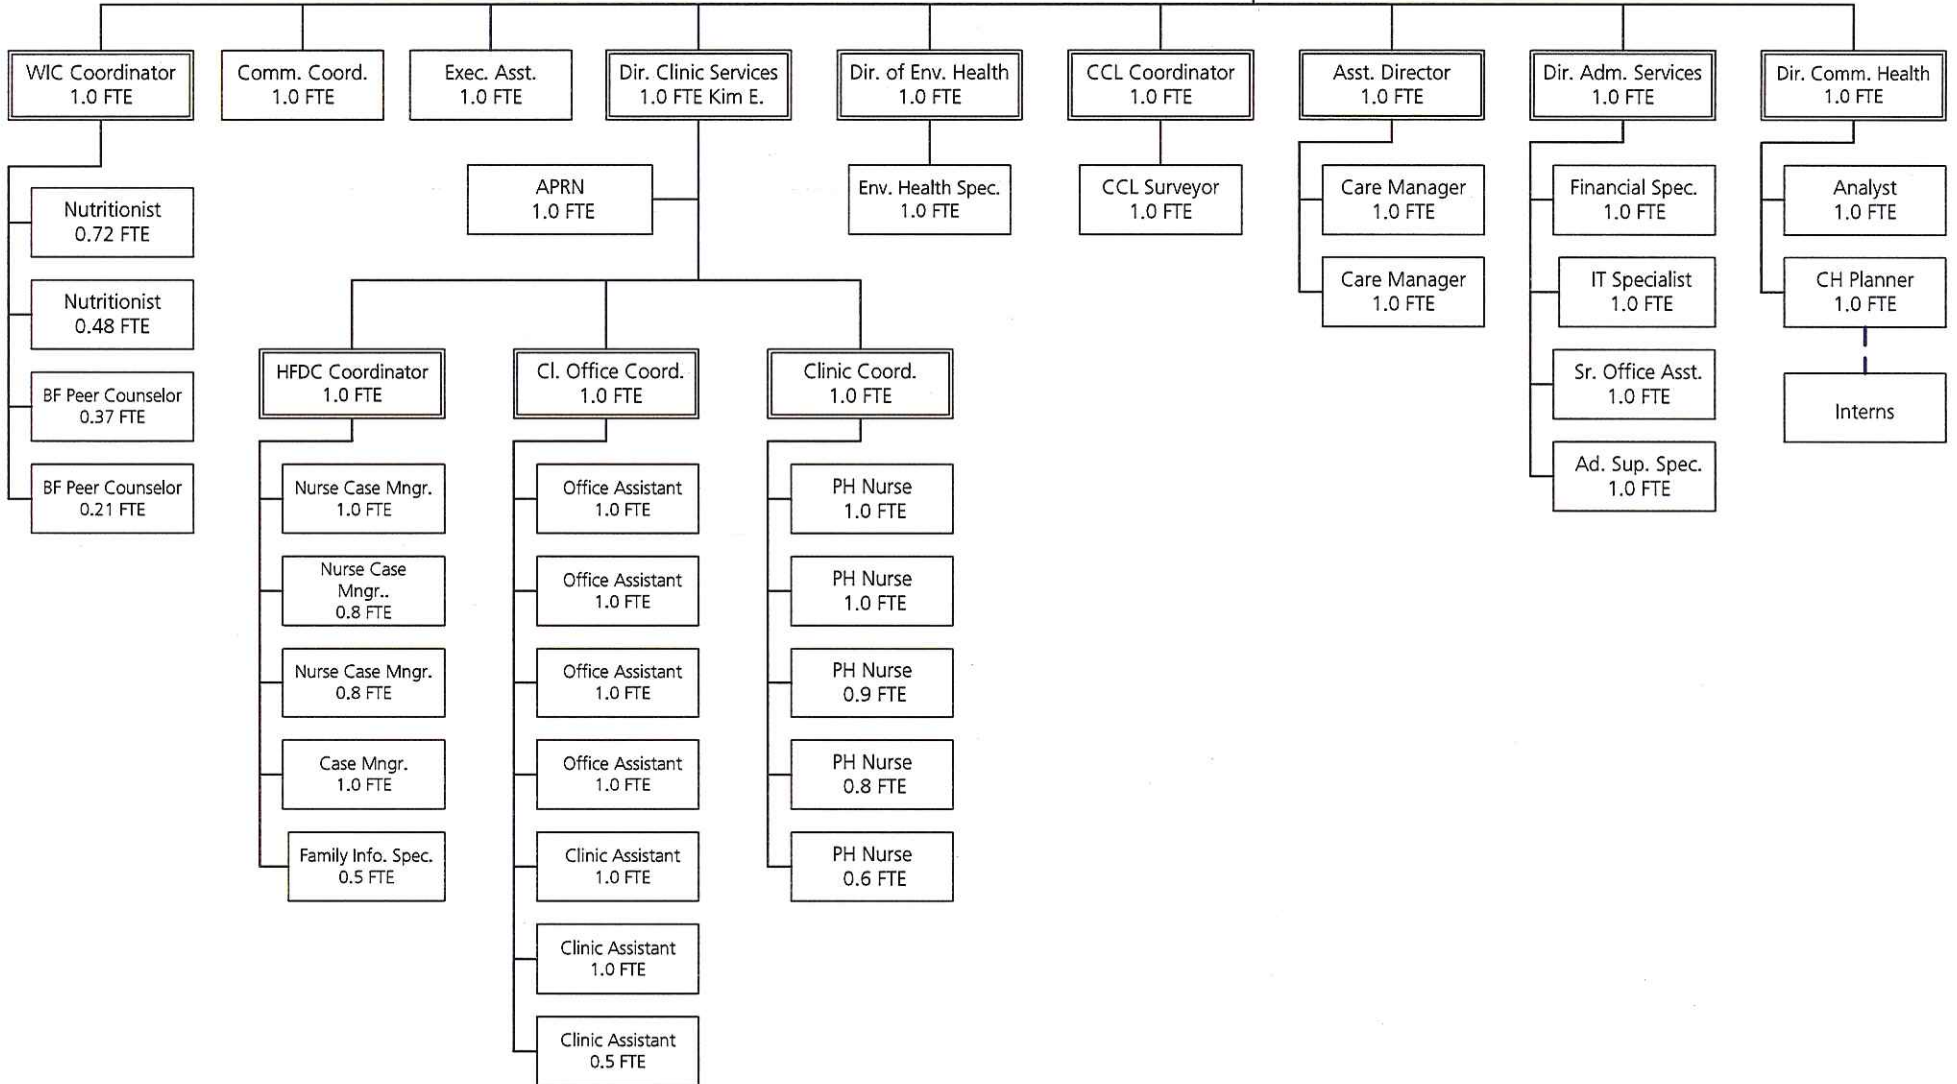 WIC Coordinator
1.0 FTE
Comm. Coord.
1.0 FTE
Exec. Asst.
1.0 FTE
Dir. Clinic Services
1.0 FTE Kim E.
Dir. of Env. Health
1.0 FTE
CCL Coordinator
1.0 FTE
Asst. Director
1.0 FTE
Dir. Adm. Services
1.0 FTE
Dir. Comm. Health
1.0 FTE
Nutritionist
0.72 FTE
Nutritionist
0.48 FTE
BF Peer Counselor
0.37 FTE
BF Peer Counselor
0.21 FTE
APRN
1.0 FTE
HFDC Coordinator
1.0 FTE
Nurse Case Mngr.
1.0 FTE
Nurse Case
Mngr..
0.8 FTE
Nurse Case Mngr.
0.8 FTE
Case Mngr.
1.0 FTE
Family Info. Spec.
0.5 FTE
Cl. Office Coord.
1.0 FTE
Office Assistant
1.0 FTE
Office Assistant
1.0 FTE
Office Assistant
1.0 FTE
Office Assistant
1.0 FTE
Clinic Assistant
1.0 FTE
Clinic Assistant
1.0 FTE
Clinic Assistant
0.5 FTE
Clinic Coord.
1.0 FTE
PH Nurse
1.0 FTE
PH Nurse
1.0 FTE
PH Nurse
0.9 FTE
PH Nurse
0.8 FTE
PH Nurse
0.6 FTE
Env. Health Spec.
1.0 FTE
CCL Surveyor
1.0 FTE
Care Manager
1.0 FTE
Care Manager
1.0 FTE
Financial Spec.
1.0 FTE
IT Specialist
1.0 FTE
Sr. Office Asst.
1.0 FTE
Ad. Sup. Spec.
1.0 FTE
Analyst
1.0 FTE
CH Planner
1.0 FTE
Interns